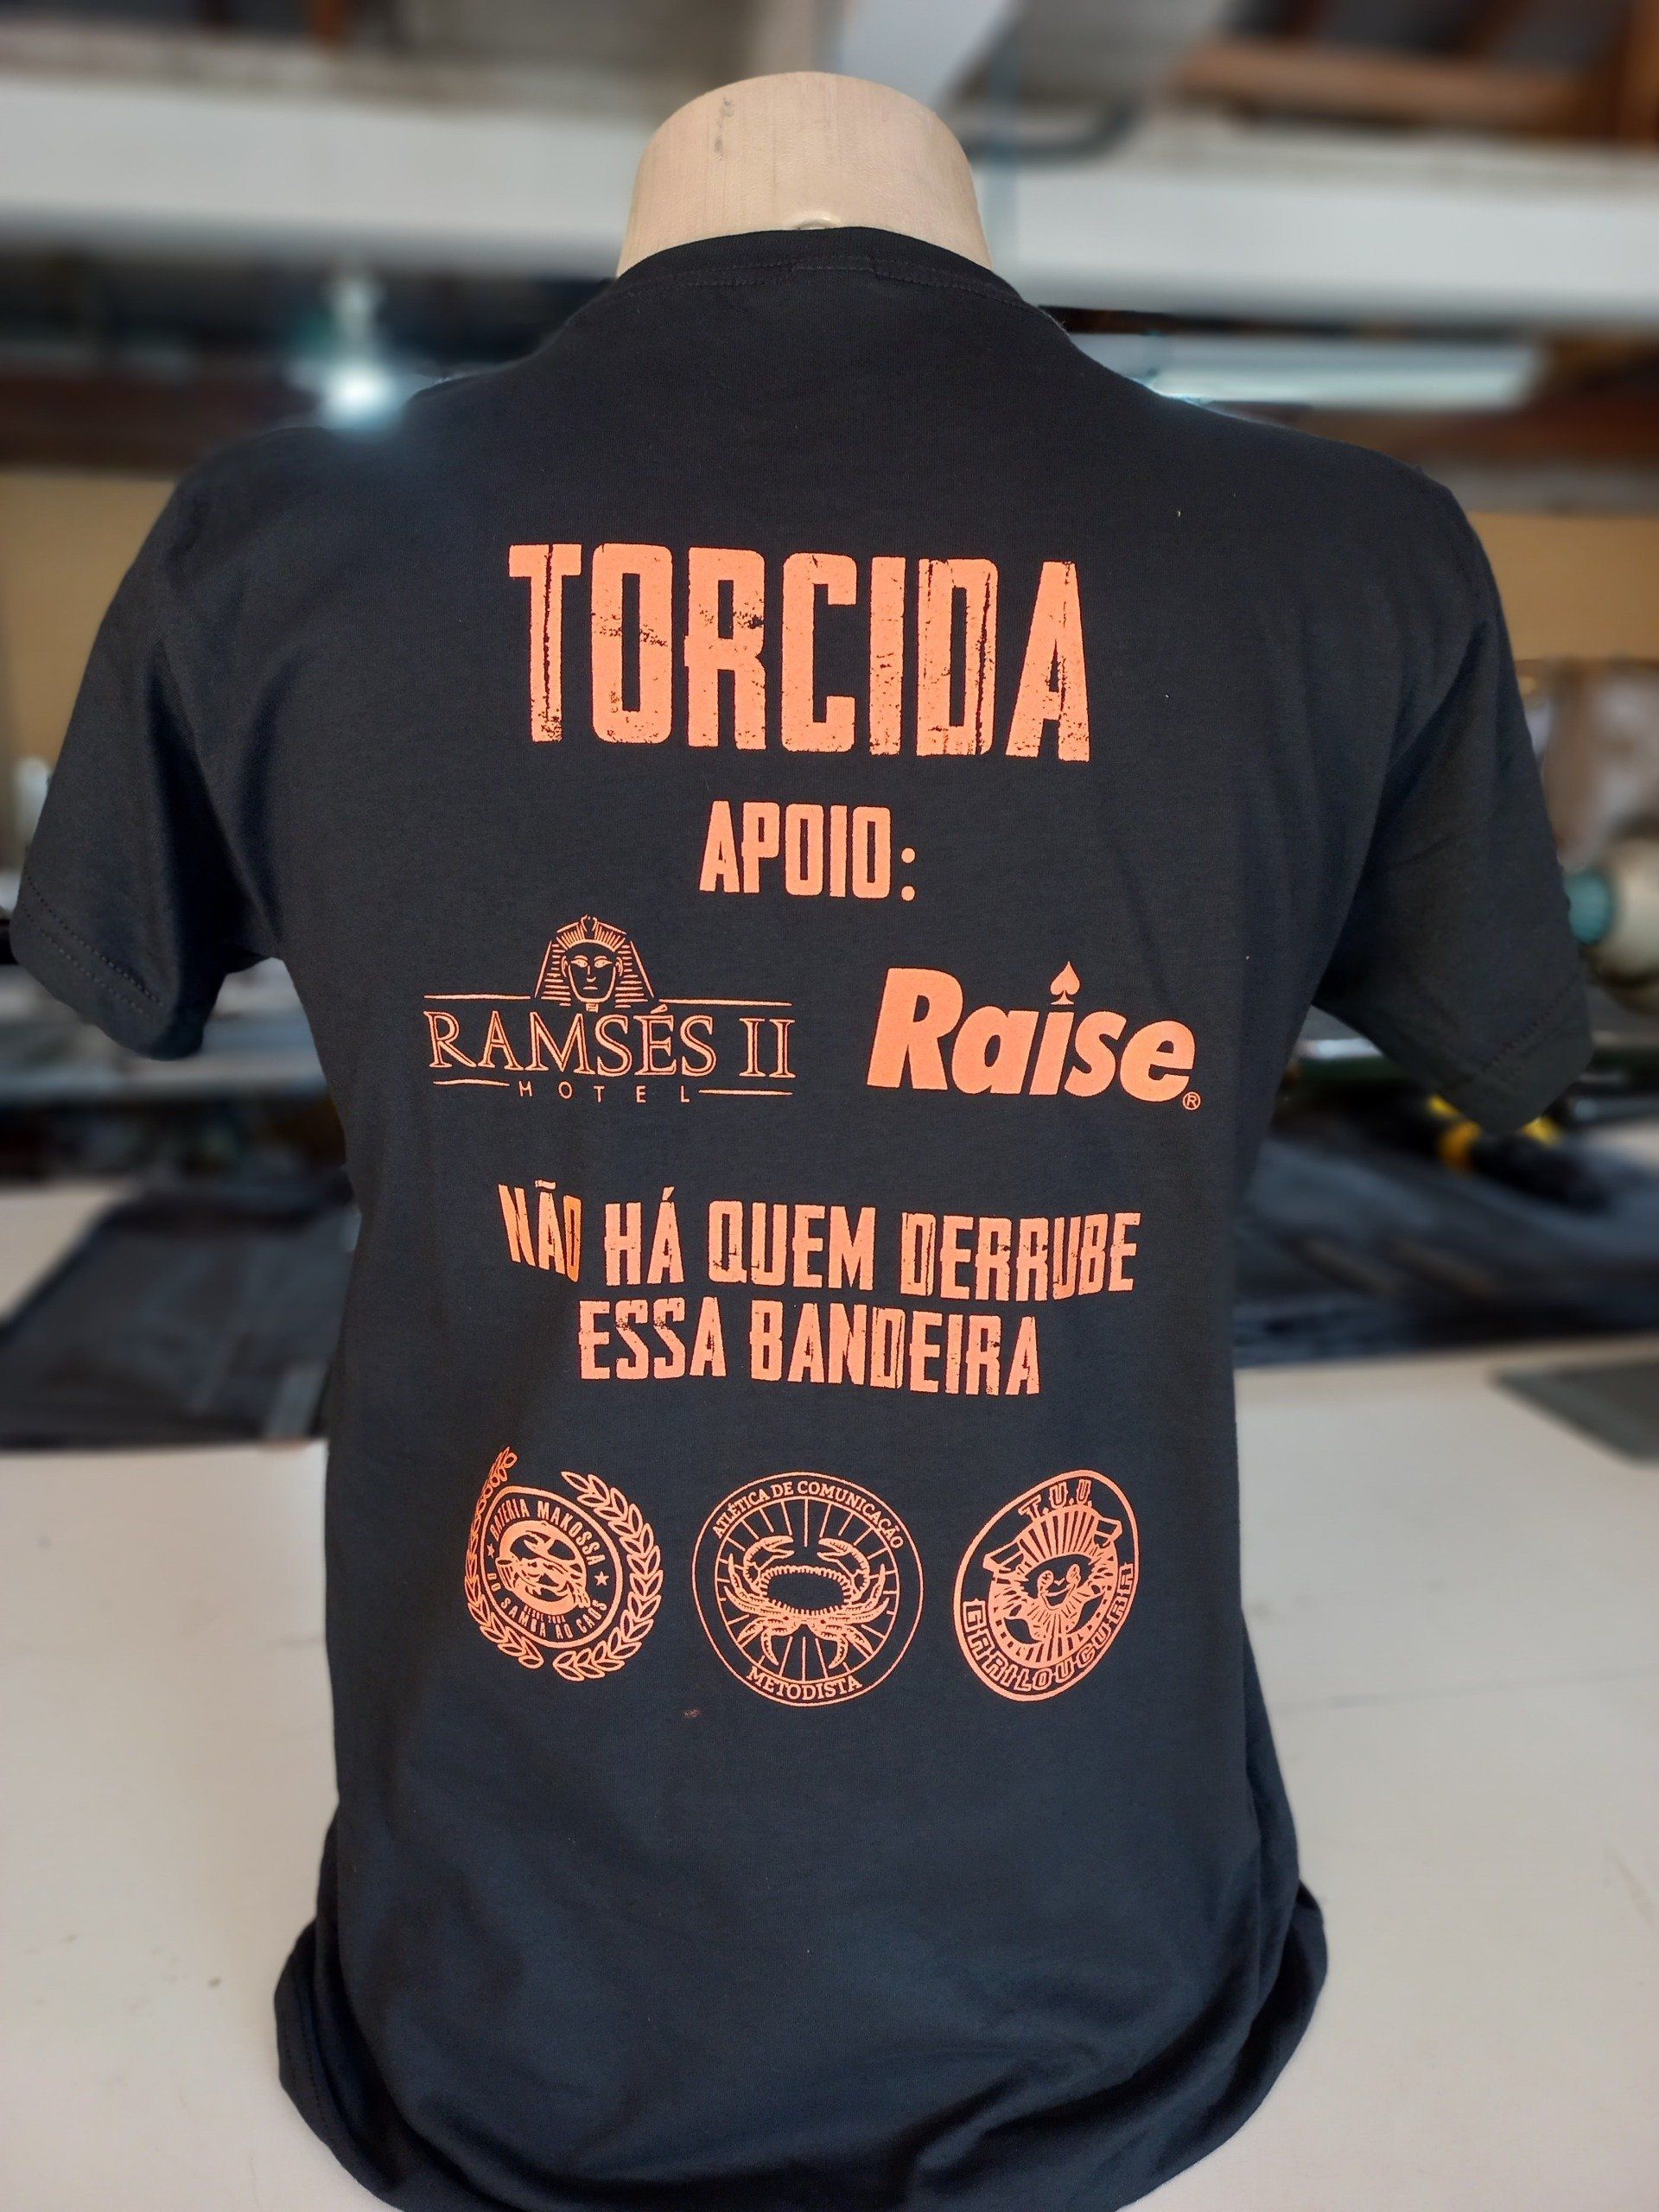 TORCIDA
APOIO:
RAMSÉS II
HOTEL
Raise®
NÃO HÁ QUEM DERRUBE
ESSA BANDEIRA
BATERIA MAKOSSA
DO SAMBA AO CAOS
ATLÉTICA DE COMUNICAÇÃO
METODISTA
T.U.U
CARILOUCURA